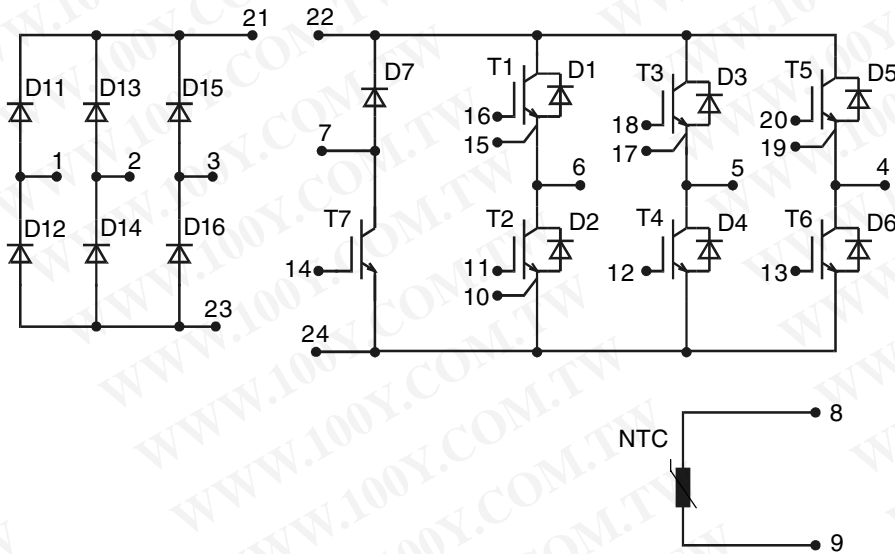 21 22
D11 D13 D15 D7 T1 D1 T3 D3 T5 D5
16 18 20
15 17 19
7
1 2 3 6 5 4
D12 D14 D16 T7 T2 D2 T4 D4 T6 D6
14 11 12 13
10
23
24
NTC 8
9
WWW.100Y.COM.TW